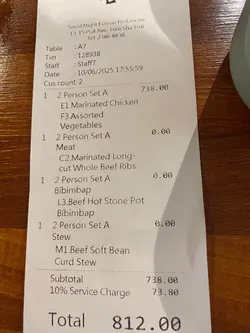 Table : A7
Txn : 128938
Staff : Staff7
Date : 10/06/2025 17:53:59
Cus.count: 2
1 2 Person Set A 738.00
E1.Marinated Chicken
F3.Assorted
Vegetables
1 2 Person Set A 0.00
Meat
C2.Marinated Long-
cut Whole Beef Ribs
1 2 Person Set A 0.00
Bibimbap
L3.Beef Hot Stone Pot
Bibimbap
1 2 Person Set A 0.00
Stew
M1.Beef Soft Bean
Curd Stew
Subtotal 738.00
10% Service Charge 73.80
Total 812.00